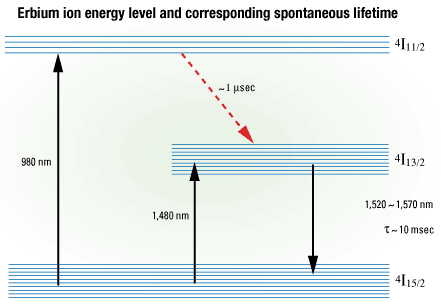 Erbium ion energy level and corresponding spontaneous lifetime
4I11/2
~ 1 µsec
4I13/2
980 nm
1,480 nm
1,520 ~ 1,570 nm
τ ~ 10 msec
4I15/2